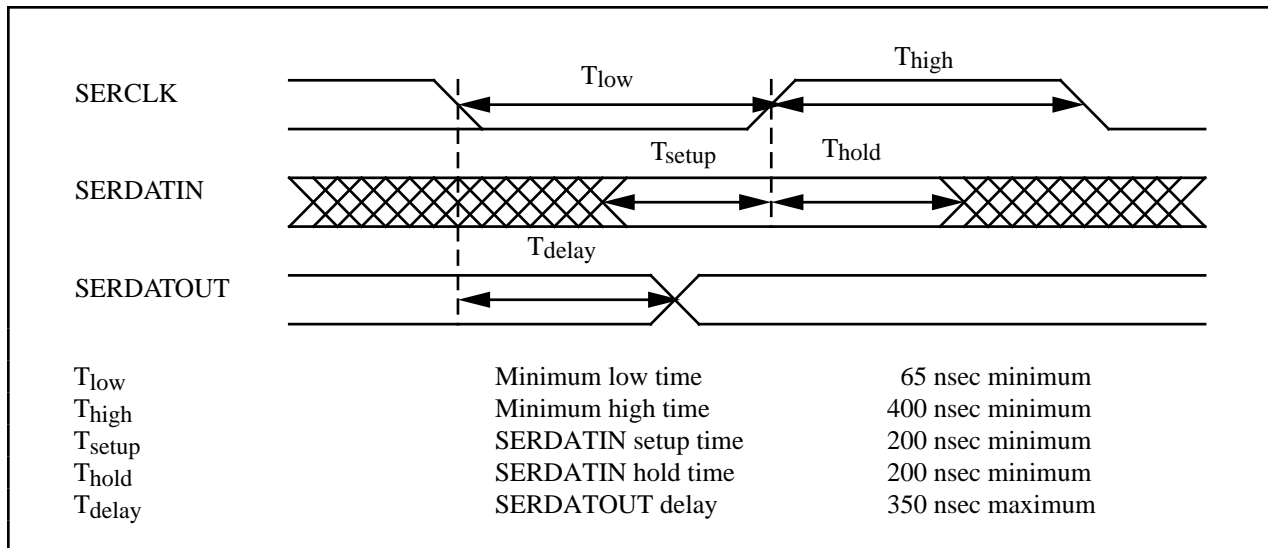 Thigh
Tlow
SERCLK
Tsetup
Thold
SERDATIN
Tdelay
SERDATOUT
Tlow Minimum low time 65 nsec minimum
Thigh Minimum high time 400 nsec minimum
Tsetup SERDATIN setup time 200 nsec minimum
Thold SERDATIN hold time 200 nsec minimum
Tdelay SERDATOUT delay 350 nsec maximum